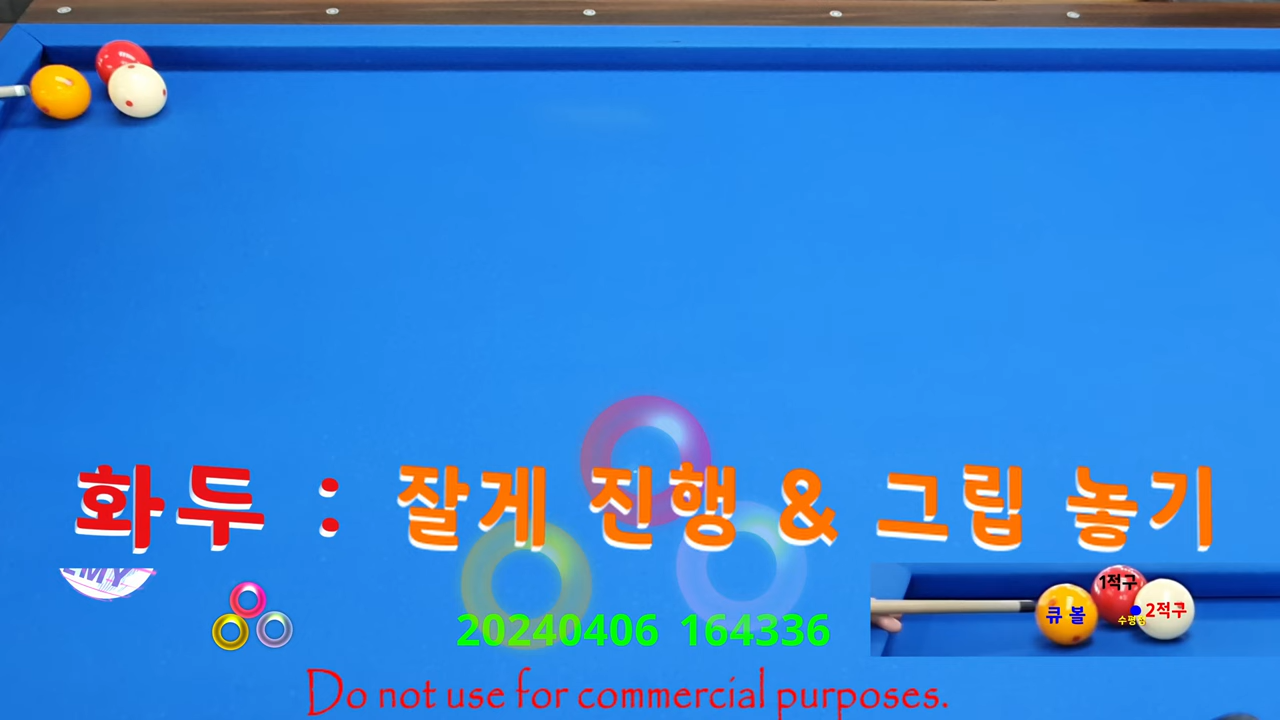 화두 : 잘게 진행 & 그립 놓기
EMY
20240406 164336
1적구
큐 볼
2적구
Do not use for commercial purposes.